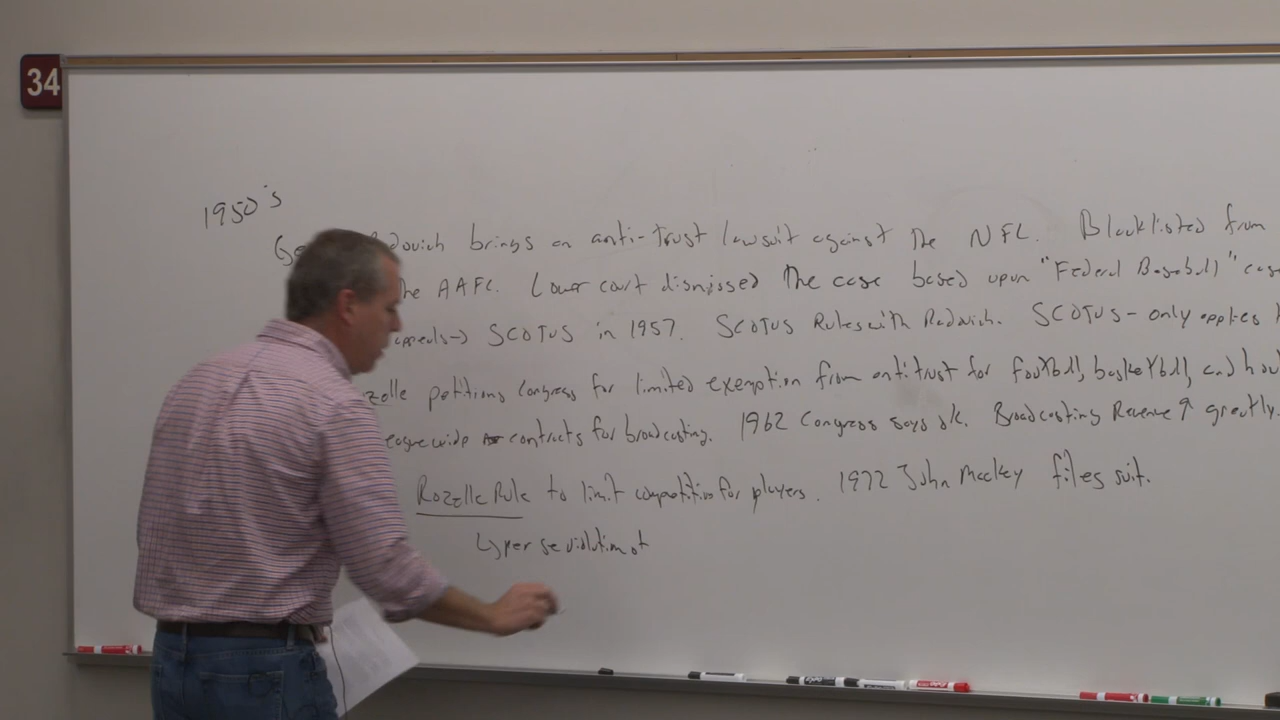 34
1950's
Radovich brings an anti-trust lawsuit against the NFL. Blacklisted from
the AAFC. Lower court dismissed the case based upon "Federal Baseball" case
appeals → SCOTUS in 1957. SCOTUS Rules with Radovich. SCOTUS - only applies
petitions Congress for limited exemption from antitrust for football, basketball, and
contracts for broadcasting. 1962 Congress says ok. Broadcasting Revenue ↑ greatly
Rozelle Rule to limit competition for players. 1972 John Mackey files suit.
↳ per se violation of